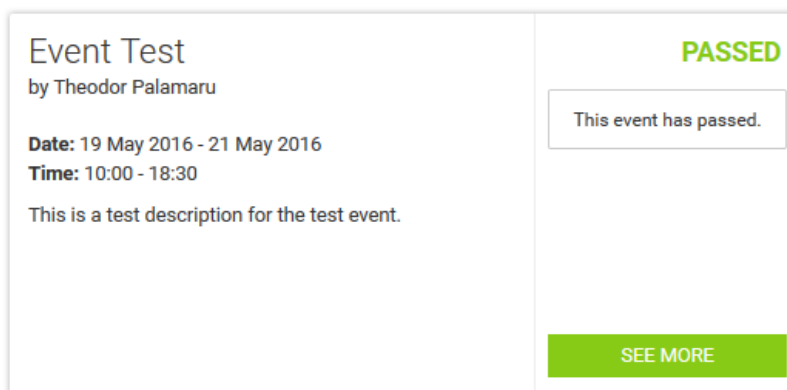 Event Test
by Theodor Palamaru
Date: 19 May 2016 - 21 May 2016
Time: 10:00 - 18:30
This is a test description for the test event.
PASSED
This event has passed.
SEE MORE